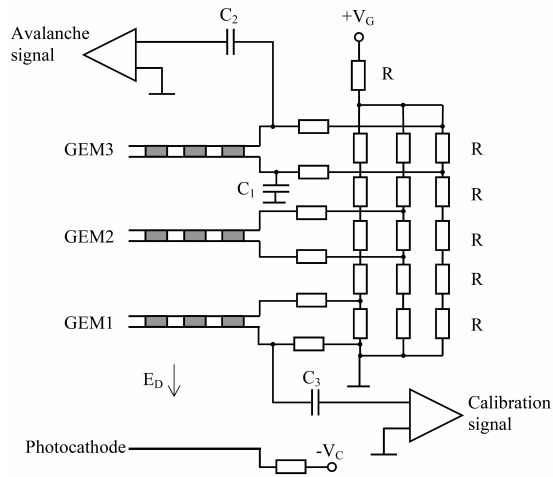 Avalanche
signal
C2
+VG
R
GEM3
R
C1
R
GEM2
R
R
GEM1
R
ED
C3
Calibration
signal
Photocathode
-VC